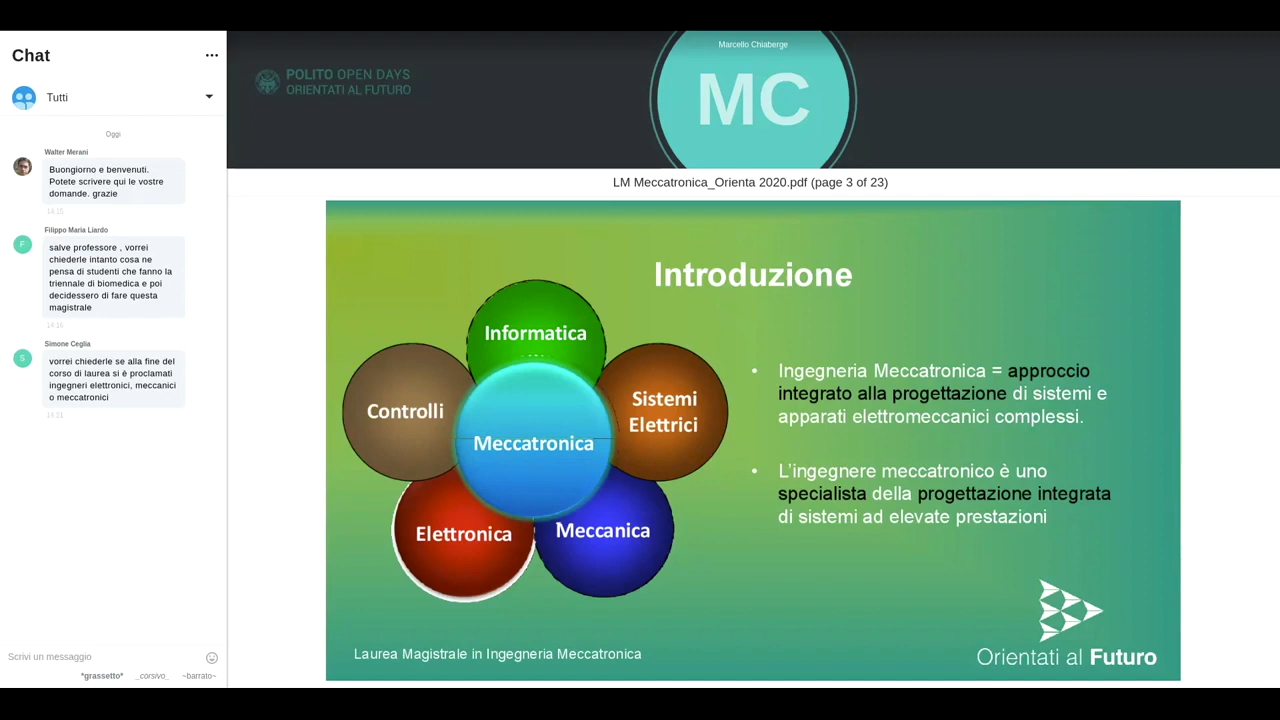 Chat
Tutti
Oggi
Walter Merani
Buongiorno e benvenuti.
Potete scrivere qui le vostre
domande. grazie
14:15
Filippo Maria Liardo
salve professore , vorrei
chiederle intanto cosa ne
pensa di studenti che fanno la
triennale di biomedica e poi
decidessero di fare questa
magistrale
14:16
Simone Ceglia
S
F
vorrei chiederle se alla fine del
corso di laurea si è proclamati
ingegneri elettronici, meccanici
o meccatronici
14:21
Scrivi un messaggio
*grassetto* _corsivo_ ~barrato~
POLITO OPEN DAYS
ORIENTATI AL FUTURO
Marcello Chiaberge
MC
LM Meccatronica_Orienta 2020.pdf (page 3 of 23)
Introduzione
Informatica
Controlli
Sistemi
Elettrici
Meccatronica
Elettronica
Meccanica
• Ingegneria Meccatronica = approccio
integrato alla progettazione di sistemi e
apparati elettromeccanici complessi.
• L'ingegnere meccatronico è uno
specialista della progettazione integrata
di sistemi ad elevate prestazioni
Laurea Magistrale in Ingegneria Meccatronica
Orientati al Futuro